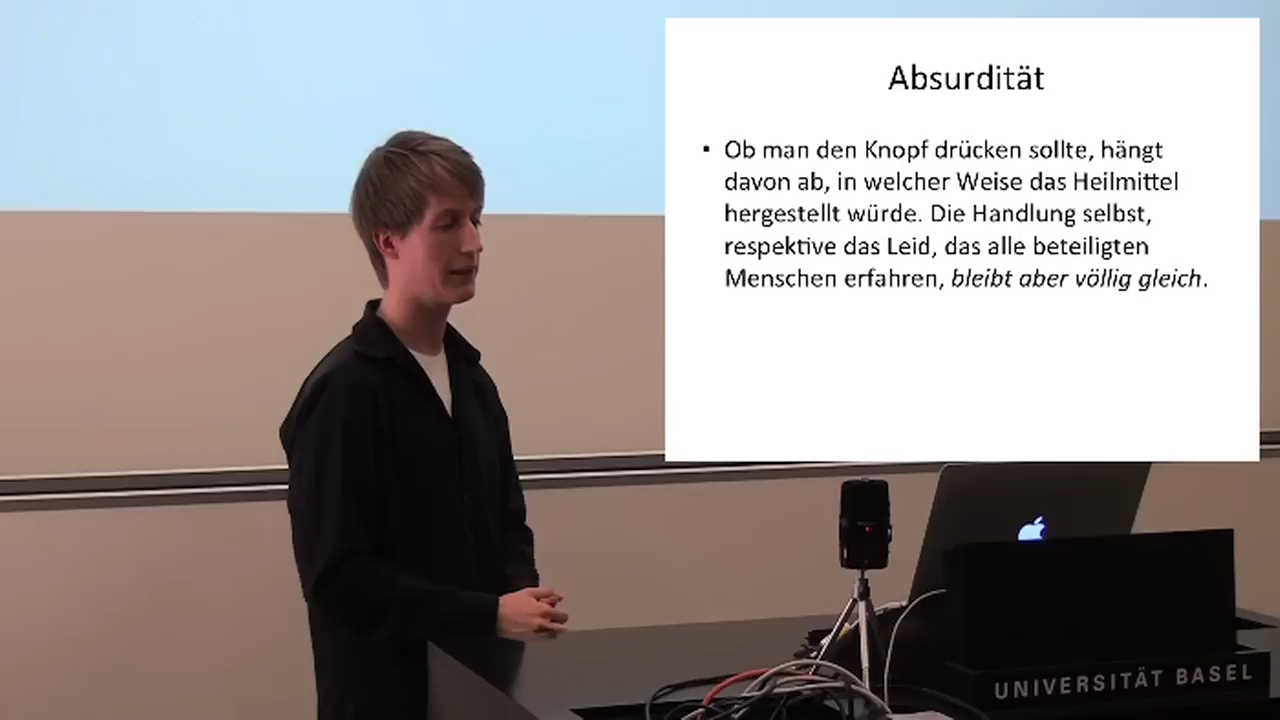 Absurdität
• Ob man den Knopf drücken sollte, hängt
davon ab, in welcher Weise das Heilmittel
hergestellt würde. Die Handlung selbst,
respektive das Leid, das alle beteiligten
Menschen erfahren, bleibt aber völlig gleich.
UNIVERSITÄT BASEL